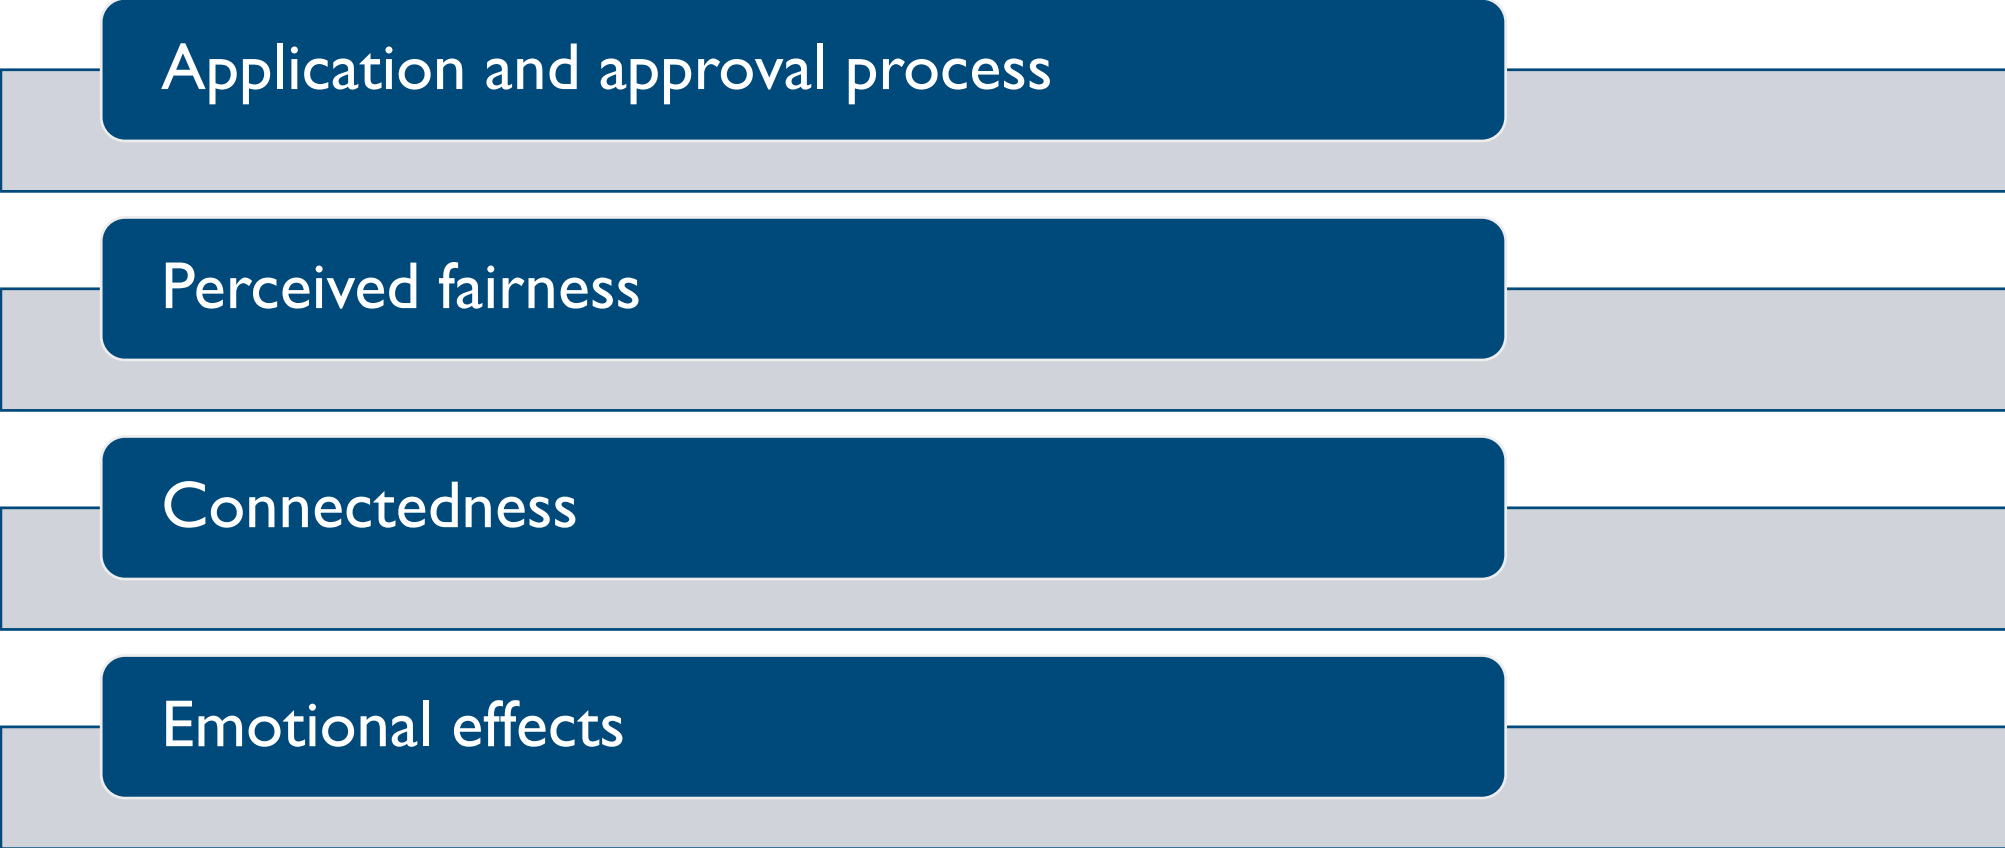 Application and approval process
Perceived fairness
Connectedness
Emotional effects